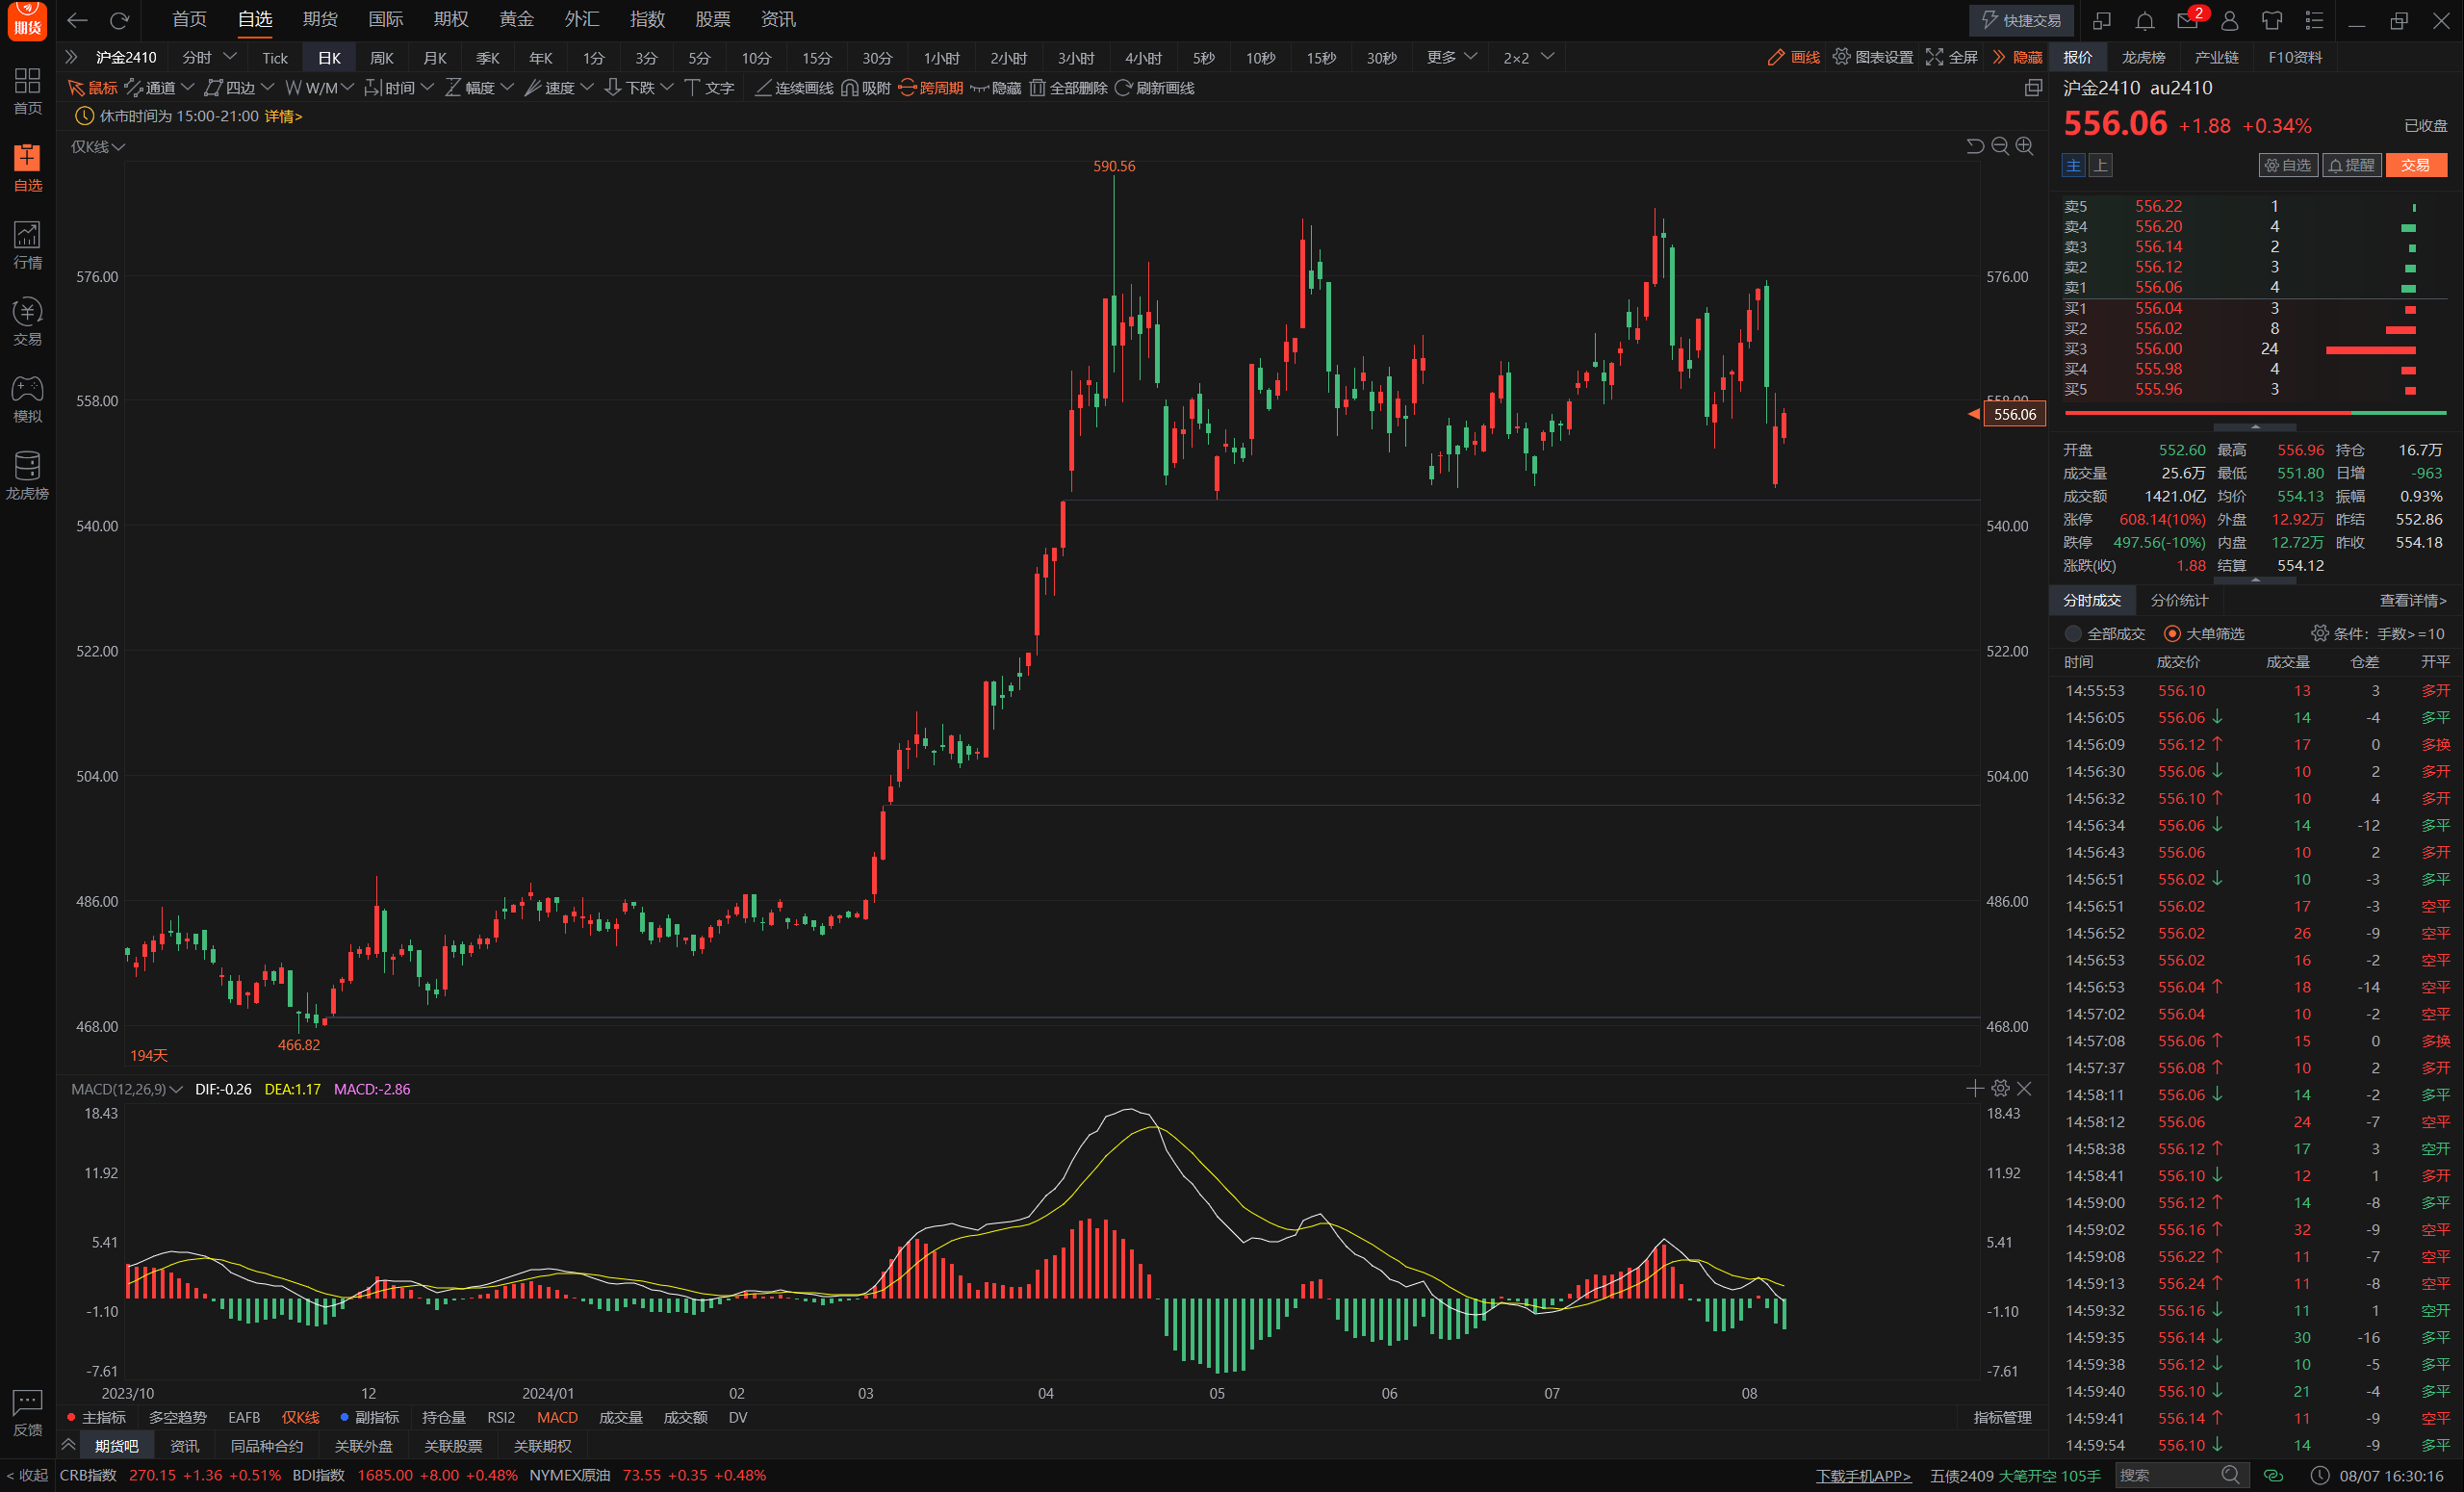 期货 首页 自选 期货 国际 期权 黄金 外汇 指数 股票 资讯 快捷交易 2
沪金2410 分时 Tick 日K 周K 月K 季K 年K 1分 3分 5分 10分 15分 30分 1小时 2小时 3小时 4小时 5秒 10秒 15秒 30秒 更多 2×2 画线 图表设置 全屏 隐藏 报价 龙虎榜 产业链 F10资料
鼠标 通道 四边 W/M 时间 幅度 速度 下跌 文字 连续画线 吸附 跨周期 隐藏 全部删除 刷新画线
休市时间为 15:00-21:00 详情>
仅K线
首页
自选
行情
交易
模拟
龙虎榜
反馈
< 收起
590.56
576.00 576.00
558.00 558.00
556.06
540.00 540.00
522.00 522.00
504.00 504.00
486.00 486.00
468.00 468.00
466.82
194天
MACD(12,26,9) DIF:-0.26 DEA:1.17 MACD:-2.86
18.43 18.43
11.92 11.92
5.41 5.41
-1.10 -1.10
-7.61 -7.61
2023/10 12 2024/01 02 03 04 05 06 07 08
主指标 多空趋势 EAFB 仅K线 副指标 持仓量 RSI2 MACD 成交量 成交额 DV 指标管理
期货吧 资讯 同品种合约 关联外盘 关联股票 关联期权
沪金2410 au2410
556.06 +1.88 +0.34% 已收盘
主 上 自选 提醒 交易
卖5 556.22 1
卖4 556.20 4
卖3 556.14 2
卖2 556.12 3
卖1 556.06 4
买1 556.04 3
买2 556.02 8
买3 556.00 24
买4 555.98 4
买5 555.96 3
开盘 552.60 最高 556.96 持仓 16.7万
成交量 25.6万 最低 551.80 日增 -963
成交额 1421.0亿 均价 554.13 振幅 0.93%
涨停 608.14(10%) 外盘 12.92万 昨结 552.86
跌停 497.56(-10%) 内盘 12.72万 昨收 554.18
涨跌(收) 1.88 结算 554.12
分时成交 分价统计 查看详情>
全部成交 大单筛选 条件：手数>=10
时间 成交价 成交量 仓差 开平
14:55:53 556.10 13 3 多开
14:56:05 556.06 ↓ 14 -4 多平
14:56:09 556.12 ↑ 17 0 多换
14:56:30 556.06 ↓ 10 2 多开
14:56:32 556.10 ↑ 10 4 多开
14:56:34 556.06 ↓ 14 -12 多平
14:56:43 556.06 10 2 多开
14:56:51 556.02 ↓ 10 -3 多平
14:56:51 556.02 17 -3 空平
14:56:52 556.02 26 -9 空平
14:56:53 556.02 16 -2 空平
14:56:53 556.04 ↑ 18 -14 空平
14:57:02 556.04 10 -2 空平
14:57:08 556.06 ↑ 15 0 多换
14:57:37 556.08 ↑ 10 2 多开
14:58:11 556.06 ↓ 14 -2 多平
14:58:12 556.06 24 -7 空平
14:58:38 556.12 ↑ 17 3 空开
14:58:41 556.10 ↓ 12 1 多开
14:59:00 556.12 ↑ 14 -8 多平
14:59:02 556.16 ↑ 32 -9 空平
14:59:08 556.22 ↑ 11 -7 空平
14:59:13 556.24 ↑ 11 -8 空平
14:59:32 556.16 ↓ 11 1 空开
14:59:35 556.14 ↓ 30 -16 多平
14:59:38 556.12 ↓ 10 -5 多平
14:59:40 556.10 ↓ 21 -4 多平
14:59:41 556.14 ↑ 11 -9 空平
14:59:54 556.10 ↓ 14 -9 多平
CRB指数 270.15 +1.36 +0.51% BDI指数 1685.00 +8.00 +0.48% NYMEX原油 73.55 +0.35 +0.48% 下载手机APP> 五债2409 大笔开空 105手 搜索 08/07 16:30:16